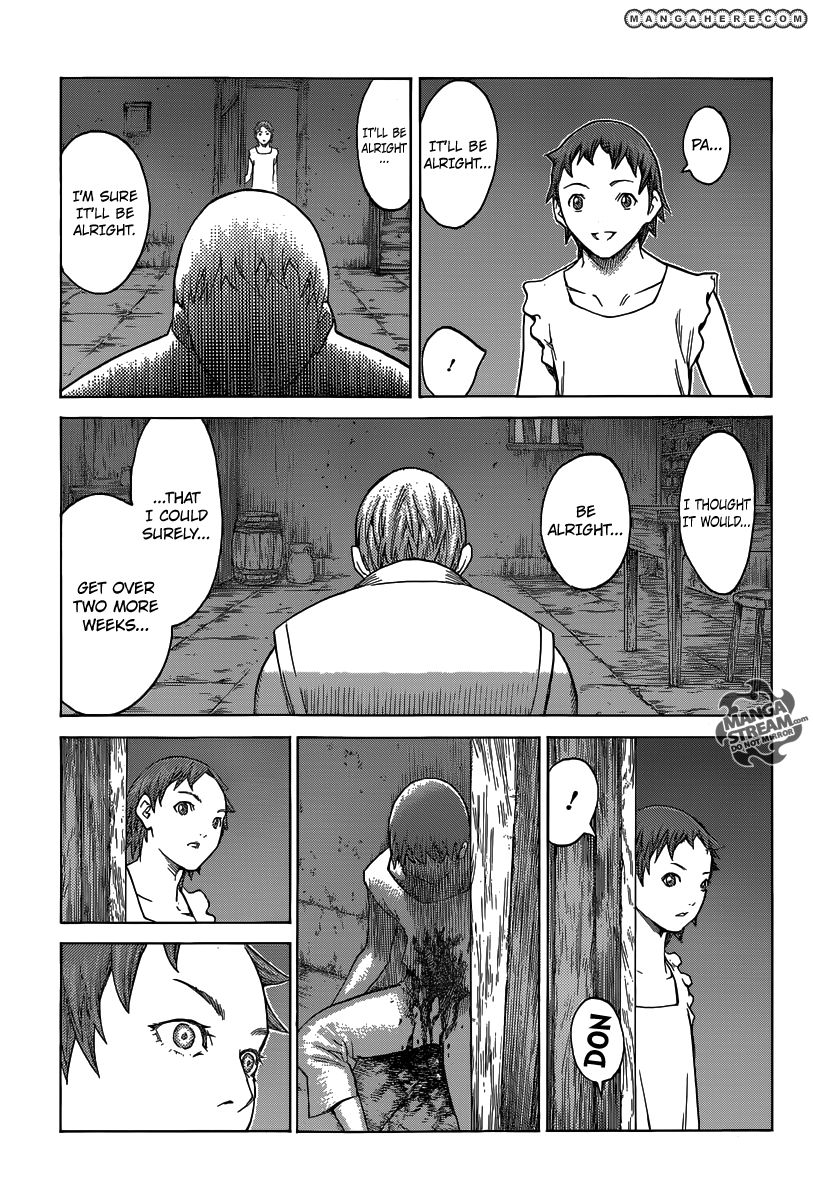 MANGAHERE.COM
PA...
IT'LL BE
ALRIGHT...
!
IT'LL BE
ALRIGHT
...
I'M SURE
IT'LL BE
ALRIGHT.
I THOUGHT
IT WOULD...
BE
ALRIGHT...
...THAT
I COULD
SURELY...
GET OVER
TWO MORE
WEEKS...
MANGA
STREAM.com
DO NOT MIRROR
!
DON